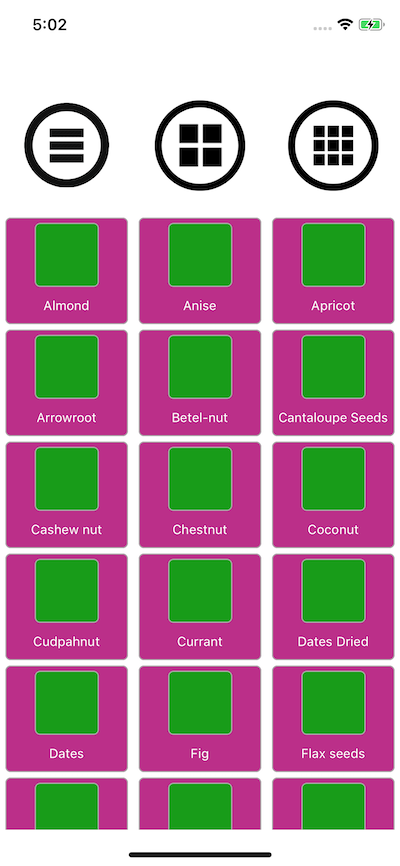 5:02
Almond
Anise
Apricot
Arrowroot
Betel-nut
Cantaloupe Seeds
Cashew nut
Chestnut
Coconut
Cudpahnut
Currant
Dates Dried
Dates
Fig
Flax seeds